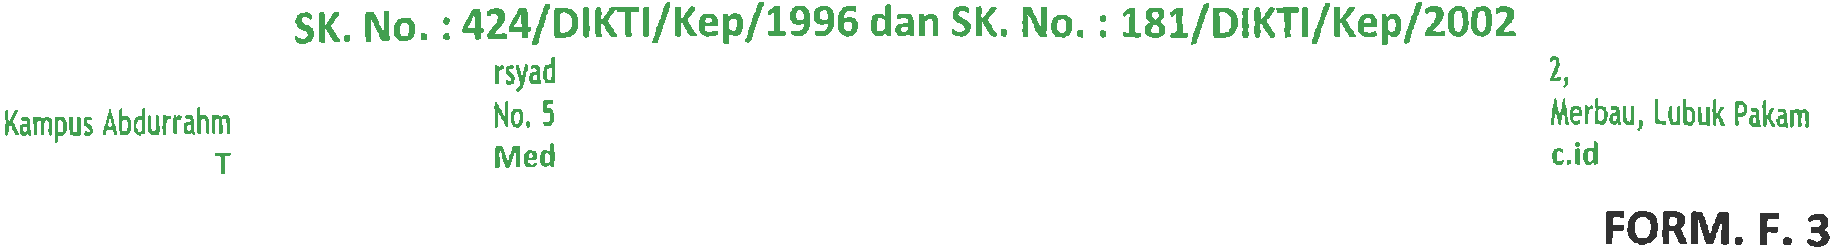 SK. No. : 424/DIKTI/Kep/1996 dan SK. No. : 181/DIKTI/Kep/2002
rsyad 2,
Kampus Abdurrahm No. 5 Merbau, Lubuk Pakam
T Med c.id
FORM. F. 3